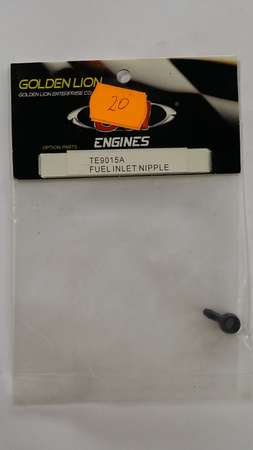 GOLDEN LION
GOLDEN LION ENTERPRISE CO
20
OPTION PARTS
ENGINES
TE9015A
FUEL INLET NIPPLE